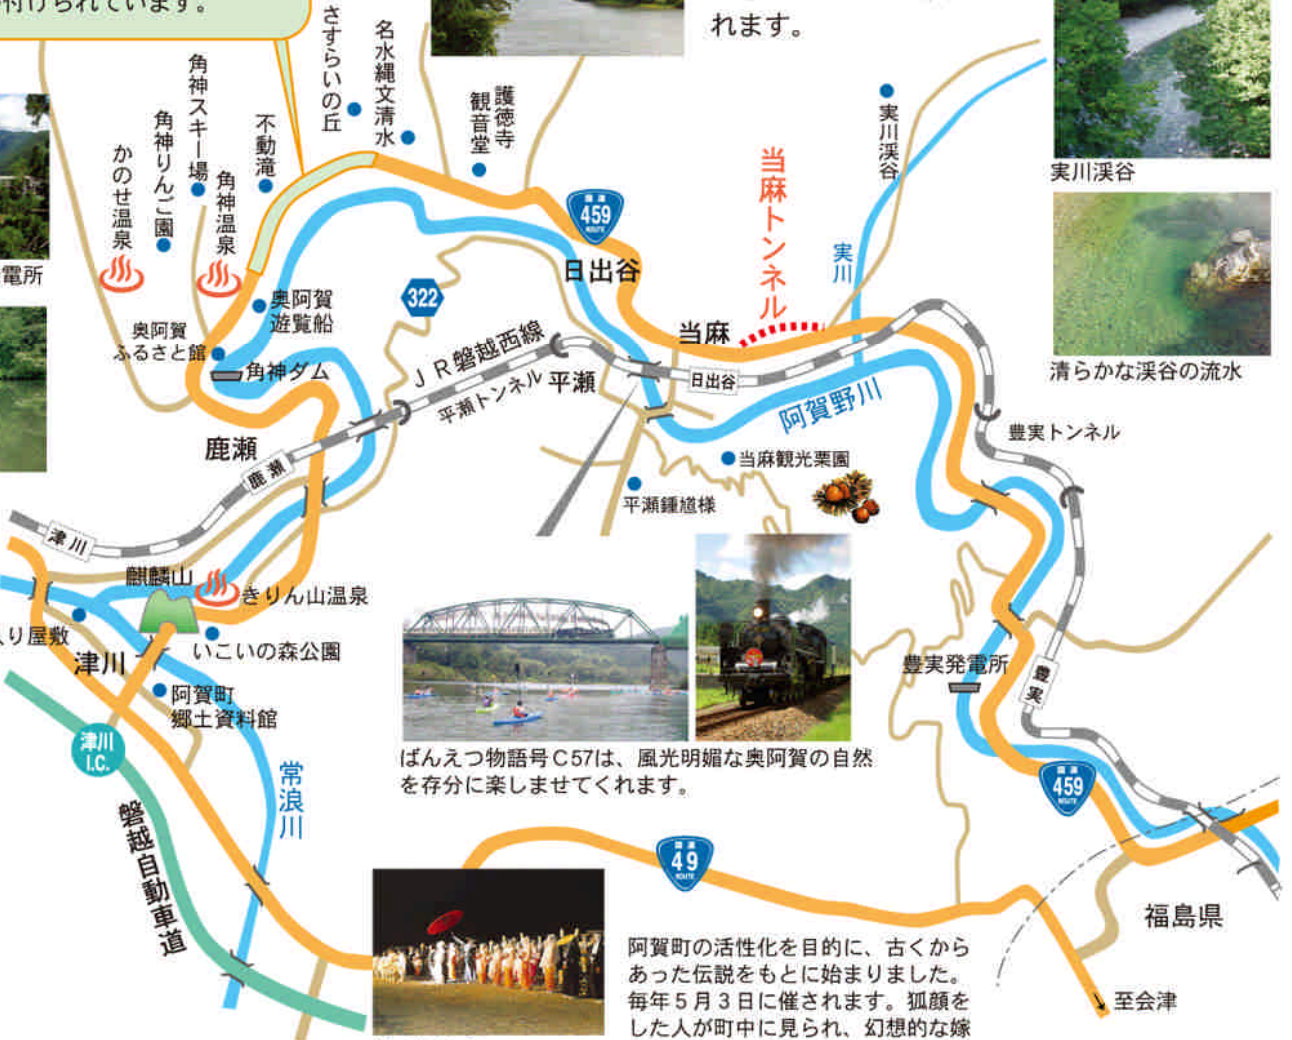 付けられています。
れます。
さすらいの丘
名水縄文清水
護徳寺
観音堂
角神スキー場
角神りんご園
かのせ温泉
角神温泉
不動滝
実川渓谷
実川渓谷
当麻トンネル
実川
国道
459
ROUTE
日出谷
電所
奥阿賀
遊覧船
322
奥阿賀
ふるさと館
角神ダム
JR磐越西線
平瀬トンネル
平瀬
当麻
日出谷
清らかな渓谷の流水
阿賀野川
豊実トンネル
鹿瀬
鹿瀬
当麻観光栗園
平瀬鍾馗様
津川
麒麟山
きりん山温泉
り屋敷
いこいの森公園
津川
阿賀町
郷土資料館
豊実発電所
豊実
津川
I.C.
ばんえつ物語号C57は、風光明媚な奥阿賀の自然
を存分に楽しませてくれます。
常浪川
国道
459
ROUTE
磐越自動車道
国道
49
ROUTE
福島県
阿賀町の活性化を目的に、古くから
あった伝説をもとに始まりました。
毎年5月3日に催されます。狐顔を
した人が町中に見られ、幻想的な嫁
至会津